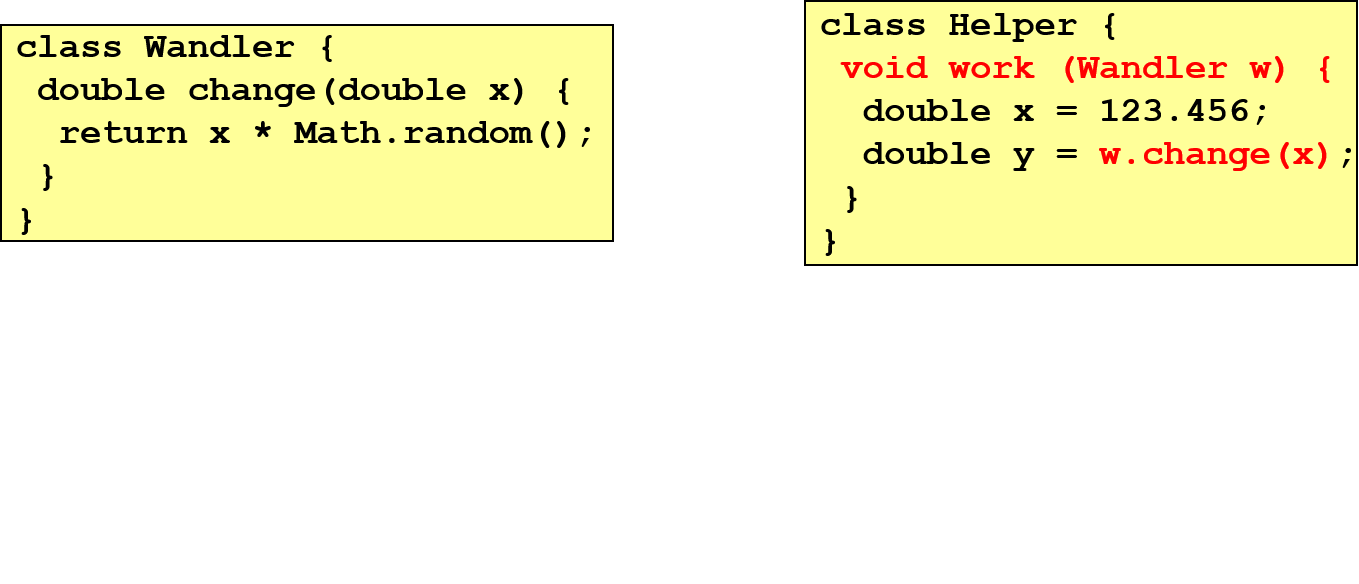 class Wandler {
 double change(double x) {
  return x * Math.random();
 }
}
class Helper {
 void work (Wandler w) {
  double x = 123.456;
  double y = w.change(x);
 }
}